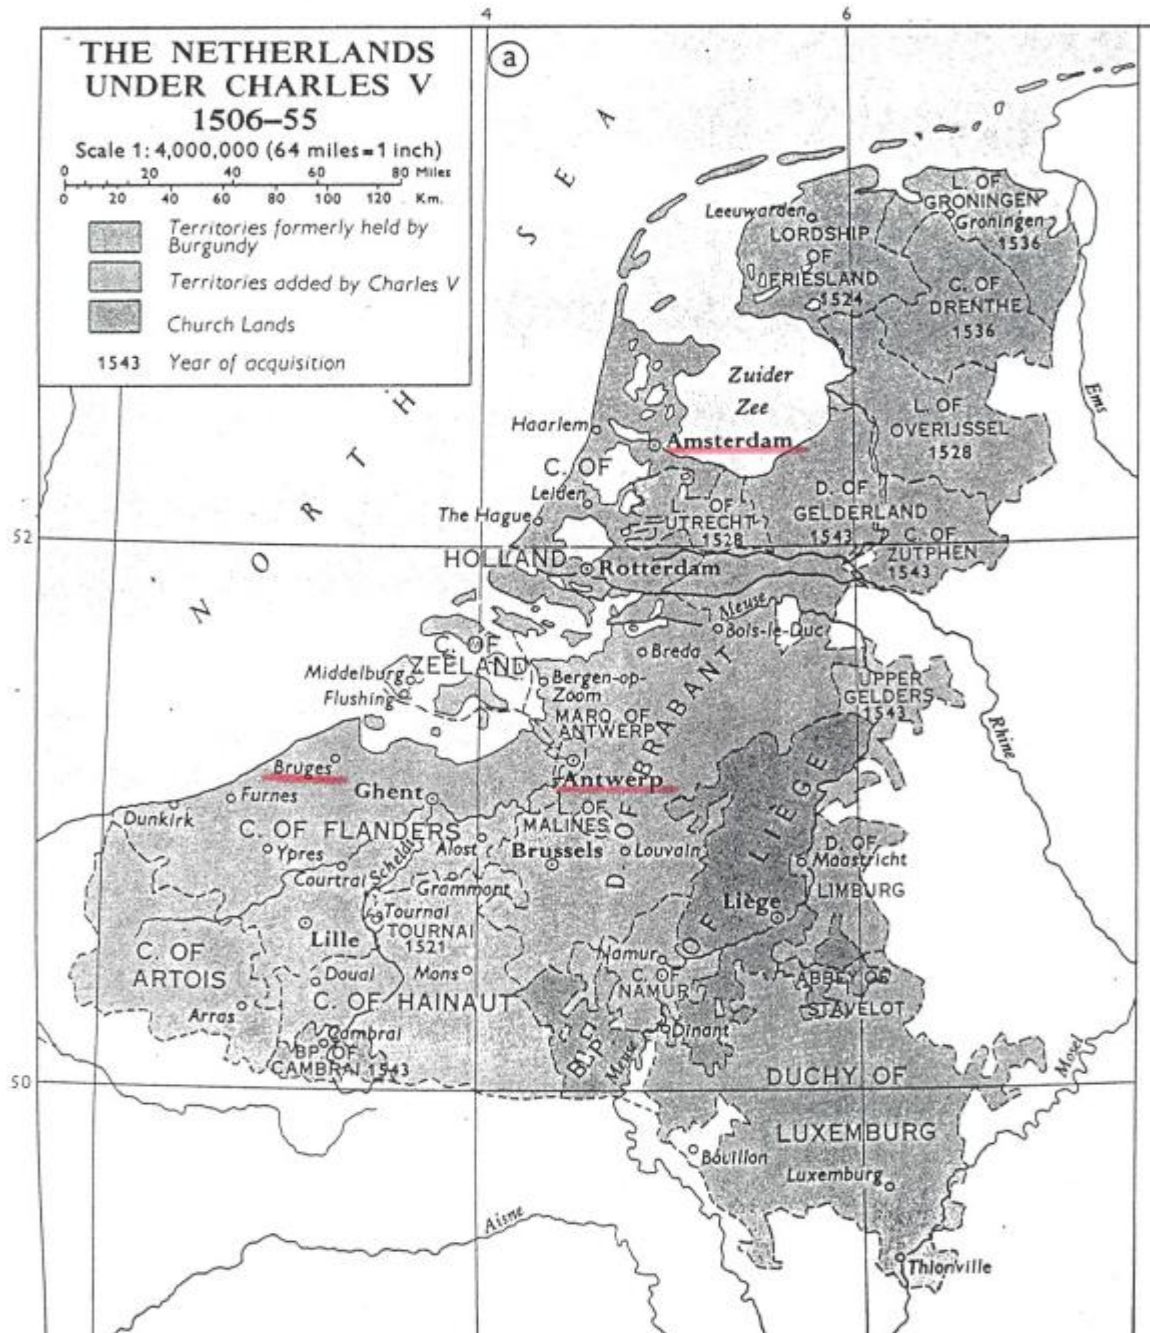 THE NETHERLANDS
UNDER CHARLES V
1506–55
Scale 1:4,000,000 (64 miles=1 inch)
0 20 40 60 80 Miles
0 20 40 60 80 100 120 Km.
Territories formerly held by
Burgundy
Territories added by Charles V
Church Lands
1543 Year of acquisition
a
4
6
52
50
NORTH SEA
L. OF
GRONINGEN
Groningen
1536
Leeuwarden
LORDSHIP
OF
FRIESLAND
1524
C. OF
DRENTHE
1536
Ems
Zuider
Zee
L. OF
OVERIJSSEL
1528
Haarlem
Amsterdam
C. OF
HOLLAND
Leiden
The Hague
L. OF
UTRECHT
1528
D. OF
GELDERLAND
1543
C. OF
ZUTPHEN
1543
Rotterdam
Meuse
Bois-le-Duc
Breda
C. OF
ZEELAND
Middelburg
Flushing
Bergen-op-
Zoom
MARQ OF
ANTWERP
UPPER
GELDERS
1543
Rhine
D. OF BRABANT
Bruges
Antwerp
Furnes
Ghent
Dunkirk
C. OF FLANDERS
L. OF
MALINES
Ypres
Scheldt
Alost
Brussels
Louvain
D. OF
Maastricht
LIMBURG
Courtrai
Grammont
BP. OF LIEGE
Liège
Tournai
TOURNAI
1521
Lille
C. OF
ARTOIS
Douai
Mons
Namur
C. OF
NAMUR
C. OF HAINAUT
ABBEY OF
STAVELOT
Arras
Cambrai
BP. OF
CAMBRAI 1543
Dinant
Meuse
Mosel
DUCHY OF
LUXEMBURG
Bouillon
Luxemburg
Aisne
Thionville